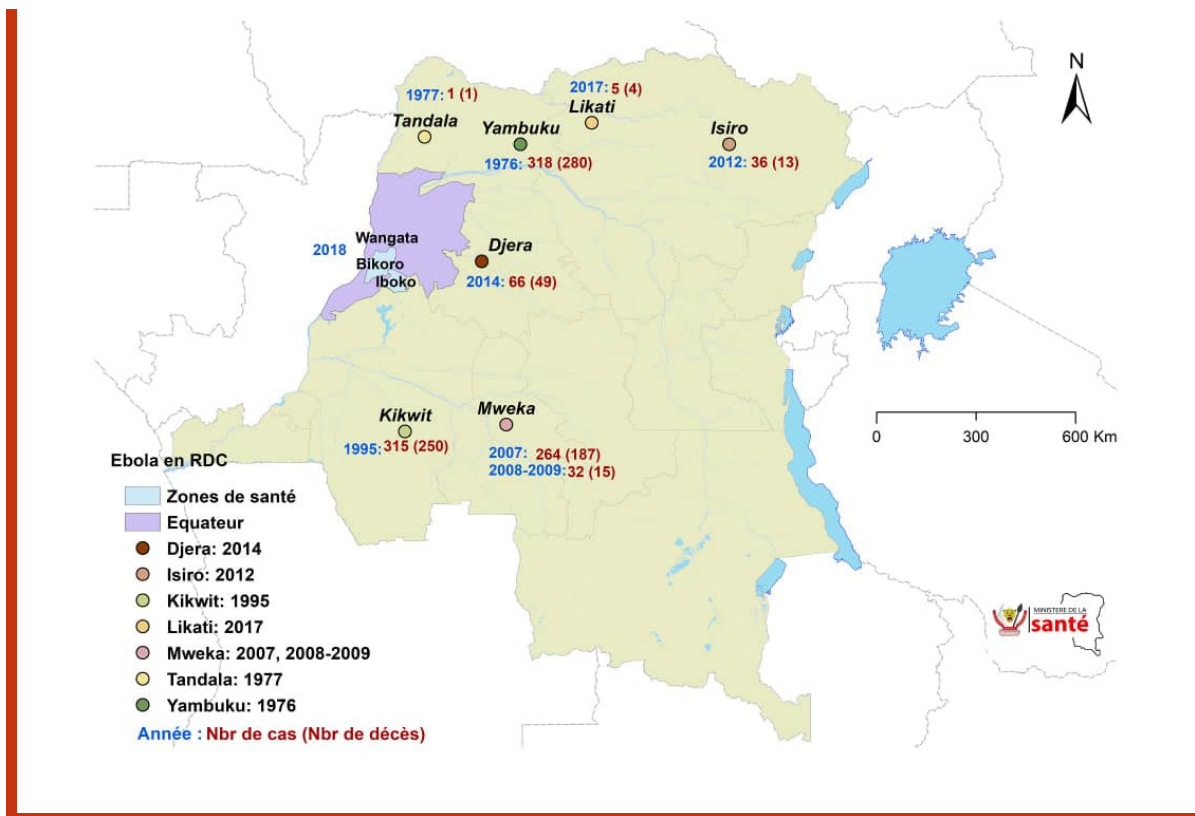 N
2017: 5 (4)
1977: 1 (1)
Likati
Tandala
Yambuku
Isiro
1976: 318 (280)
2012: 36 (13)
Wangata
2018
Bikoro
Iboko
Djera
2014: 66 (49)
Kikwit
Mweka
1995: 315 (250)
2007: 264 (187)
2008-2009: 32 (15)
0 300 600 Km
Ebola en RDC
Zones de santé
Equateur
Djera: 2014
Isiro: 2012
Kikwit: 1995
Likati: 2017
Mweka: 2007, 2008-2009
Tandala: 1977
Yambuku: 1976
Année : Nbr de cas (Nbr de décès)
MINISTERE DE LA
santé